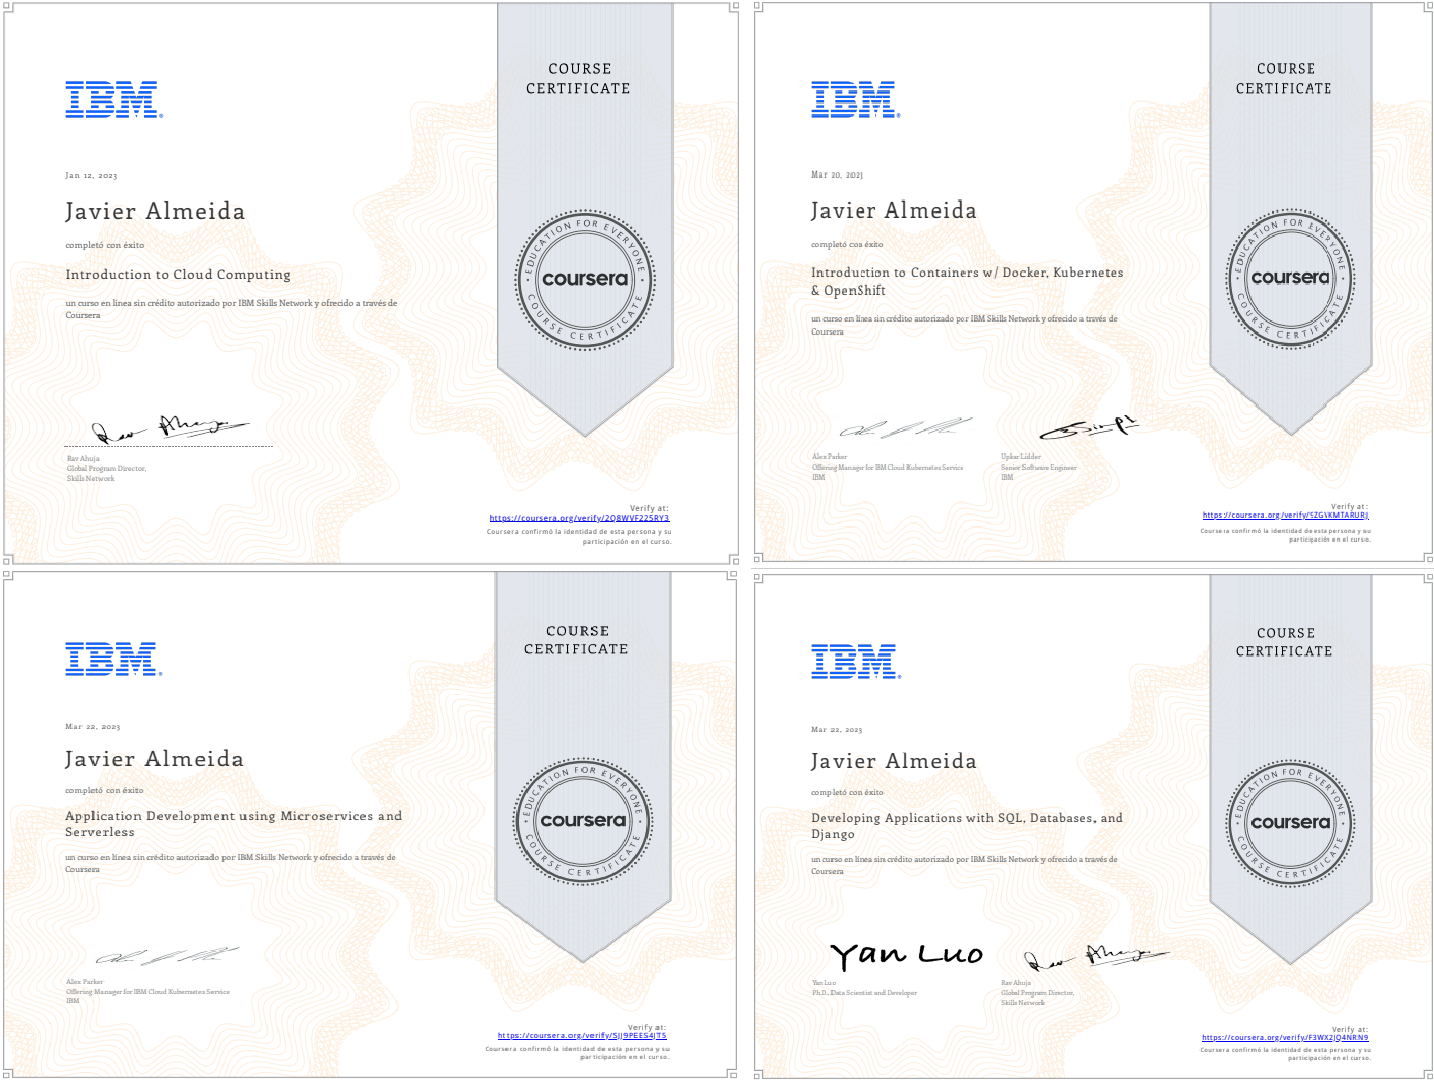 COURSE
CERTIFICATE
IBM
Jan 12, 2023
Javier Almeida
completó con éxito
Introduction to Cloud Computing
un curso en línea sin crédito autorizado por IBM Skills Network y ofrecido a través de
Coursera
EDUCATION FOR EVERYONE
coursera
COURSE CERTIFICATE
Rav Ahuja
Global Program Director,
Skills Network
Verify at:
https://coursera.org/verify/2Q8WVF225RY3
Coursera confirmó la identidad de esta persona y su
participación en el curso.
COURSE
CERTIFICATE
IBM
Mar 20,
Javier Almeida
completó con éxito
Introduction to Containers w/ Docker, Kubernetes
& OpenShift
un curso en línea sin crédito autorizado por IBM Skills Network y ofrecido a través de
Coursera
EDUCATION FOR EVERYONE
coursera
COURSE CERTIFICATE
Alex Parker
Offering Manager for IBM Cloud Kubernetes Service
IBM
Upkar Lidder
Senior Software Engineer
IBM
Verify at:
Coursera confirmó la identidad de esta persona y su
participación en el curso.
COURSE
CERTIFICATE
IBM
Mar 22, 2023
Javier Almeida
completó con éxito
Application Development using Microservices and
Serverless
un curso en línea sin crédito autorizado por IBM Skills Network y ofrecido a través de
Coursera
EDUCATION FOR EVERYONE
coursera
COURSE CERTIFICATE
Alex Parker
Offering Manager for IBM Cloud Kubernetes Service
IBM
Verify at:
https://coursera.org/verify/SJJ9PEES4JT5
Coursera confirmó la identidad de esta persona y su
participación en el curso.
COURSE
CERTIFICATE
IBM
Mar 22, 2023
Javier Almeida
completó con éxito
Developing Applications with SQL, Databases, and
Django
un curso en línea sin crédito autorizado por IBM Skills Network y ofrecido a través de
Coursera
EDUCATION FOR EVERYONE
coursera
COURSE CERTIFICATE
Yan Luo
Yan Luo
Ph.D., Data Scientist and Developer
Rav Ahuja
Global Program Director,
Skills Network
Verify at:
https://coursera.org/verify/F3WX2JQ4NRN9
Coursera confirmó la identidad de esta persona y su
participación en el curso.